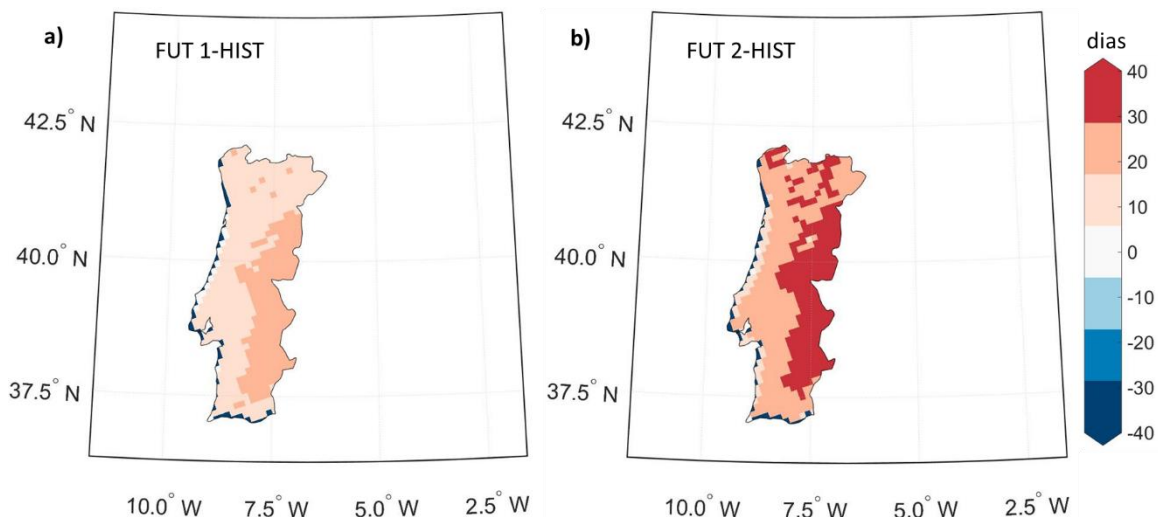 a)
FUT 1-HIST
42.5° N
40.0° N
37.5° N
10.0° W 7.5° W 5.0° W 2.5° W
b)
FUT 2-HIST
42.5° N
40.0° N
37.5° N
10.0° W 7.5° W 5.0° W 2.5° W
dias
40
30
20
10
0
-10
-20
-30
-40